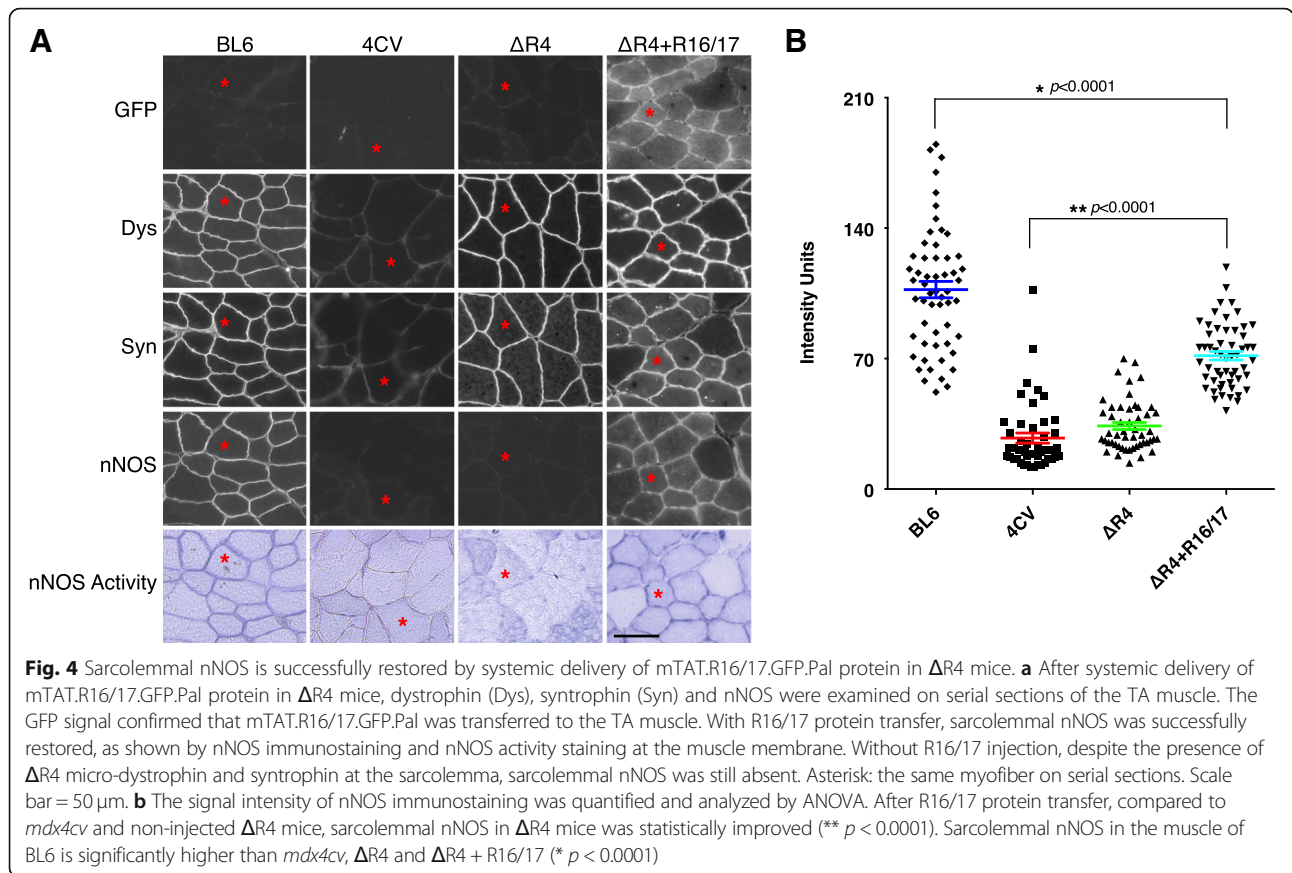 A
BL6 4CV ΔR4 ΔR4+R16/17
GFP
*
*
*
*
Dys
*
*
*
*
Syn
*
*
*
*
nNOS
*
*
*
*
nNOS Activity
*
*
*
*
B
* p<0.0001
** p<0.0001
Intensity Units
210
140
70
0
BL6
4CV
ΔR4
ΔR4+R16/17
Fig. 4 Sarcolemmal nNOS is successfully restored by systemic delivery of mTAT.R16/17.GFP.Pal protein in ΔR4 mice. a After systemic delivery of
mTAT.R16/17.GFP.Pal protein in ΔR4 mice, dystrophin (Dys), syntrophin (Syn) and nNOS were examined on serial sections of the TA muscle. The
GFP signal confirmed that mTAT.R16/17.GFP.Pal was transferred to the TA muscle. With R16/17 protein transfer, sarcolemmal nNOS was successfully
restored, as shown by nNOS immunostaining and nNOS activity staining at the muscle membrane. Without R16/17 injection, despite the presence of
ΔR4 micro-dystrophin and syntrophin at the sarcolemma, sarcolemmal nNOS was still absent. Asterisk: the same myofiber on serial sections. Scale
bar = 50 μm. b The signal intensity of nNOS immunostaining was quantified and analyzed by ANOVA. After R16/17 protein transfer, compared to
mdx4cv and non-injected ΔR4 mice, sarcolemmal nNOS in ΔR4 mice was statistically improved (** p < 0.0001). Sarcolemmal nNOS in the muscle of
BL6 is significantly higher than mdx4cv, ΔR4 and ΔR4 + R16/17 (* p < 0.0001)